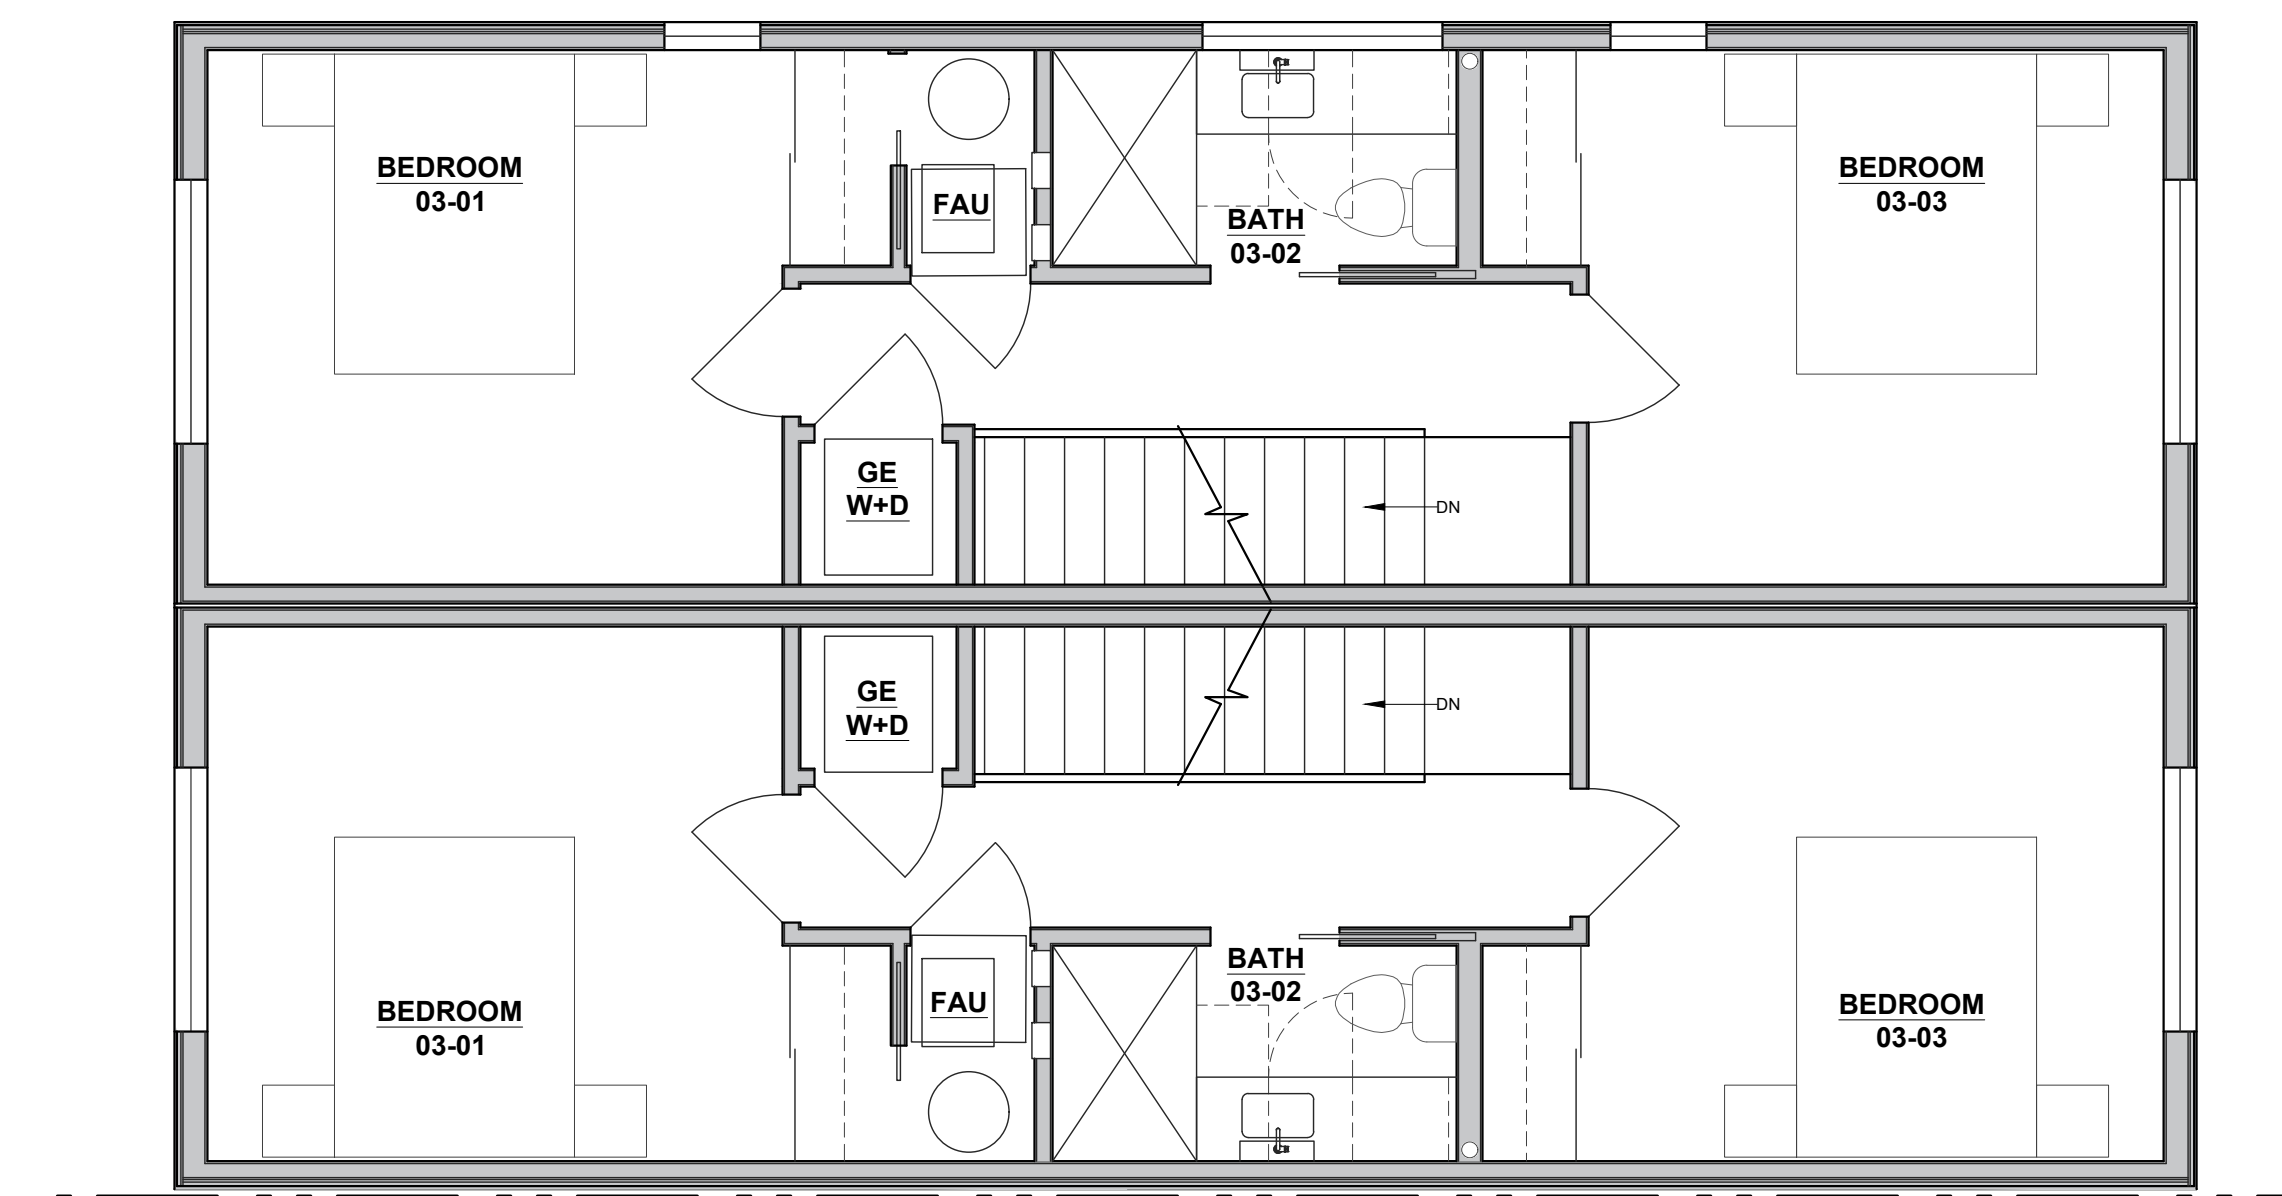 BEDROOM
03-01
FAU
BATH
03-02
BEDROOM
03-03
GE
W+D
DN
GE
W+D
DN
BEDROOM
03-01
FAU
BATH
03-02
BEDROOM
03-03